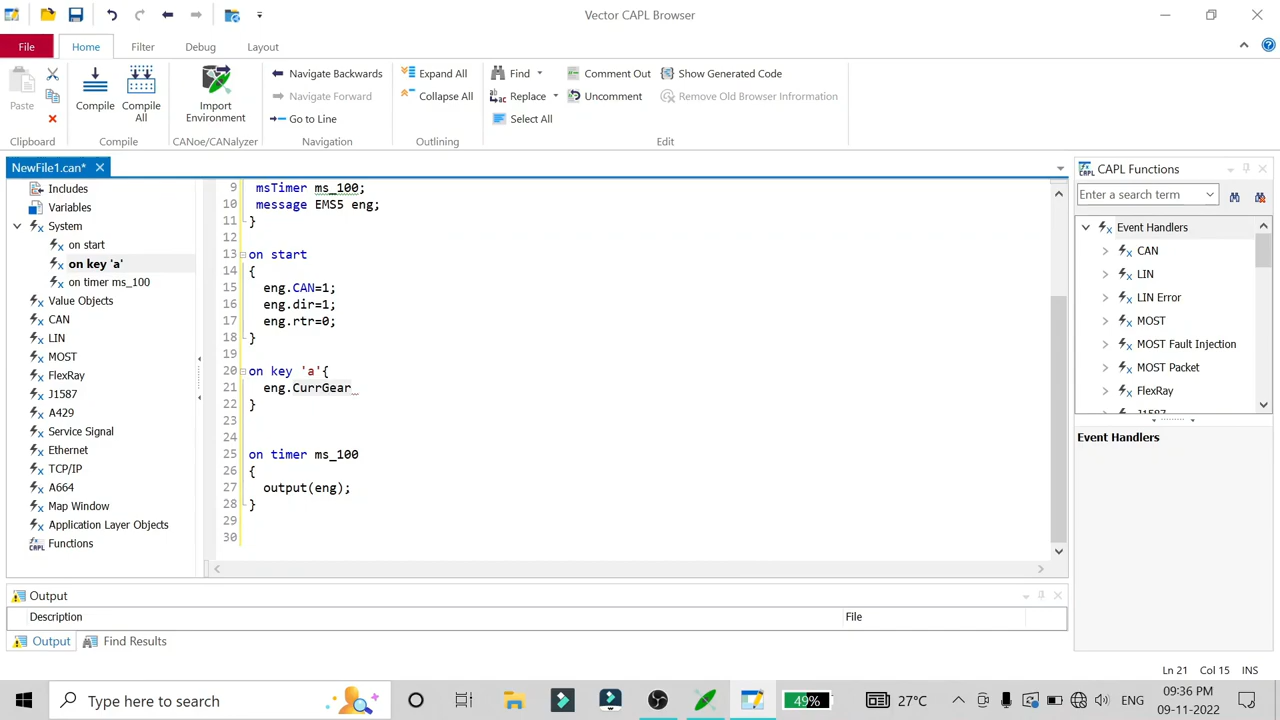 Vector CAPL Browser
File Home Filter Debug Layout
Paste Compile Compile All Import Environment
Navigate Backwards Navigate Forward Go to Line
Expand All Collapse All
Find Replace Select All
Comment Out Uncomment
Show Generated Code Remove Old Browser Infrormation
Clipboard Compile CANoe/CANalyzer Navigation Outlining Edit
NewFile1.can*
Includes
Variables
System
on start
on key 'a'
on timer ms_100
Value Objects
CAN
LIN
MOST
FlexRay
J1587
A429
Service Signal
Ethernet
TCP/IP
A664
Map Window
Application Layer Objects
Functions
9 msTimer ms_100;
10 message EMS5 eng;
11 }
12
13 on start
14 {
15 eng.CAN=1;
16 eng.dir=1;
17 eng.rtr=0;
18 }
19
20 on key 'a'{
21 eng.CurrGear
22 }
23
24
25 on timer ms_100
26 {
27 output(eng);
28 }
29
30
CAPL Functions
Enter a search term
Event Handlers
CAN
LIN
LIN Error
MOST
MOST Fault Injection
MOST Packet
FlexRay
J1587
Event Handlers
Output
Description File
Output Find Results
Ln 21 Col 15 INS
Type here to search
49%
27°C
ENG
09:36 PM
09-11-2022